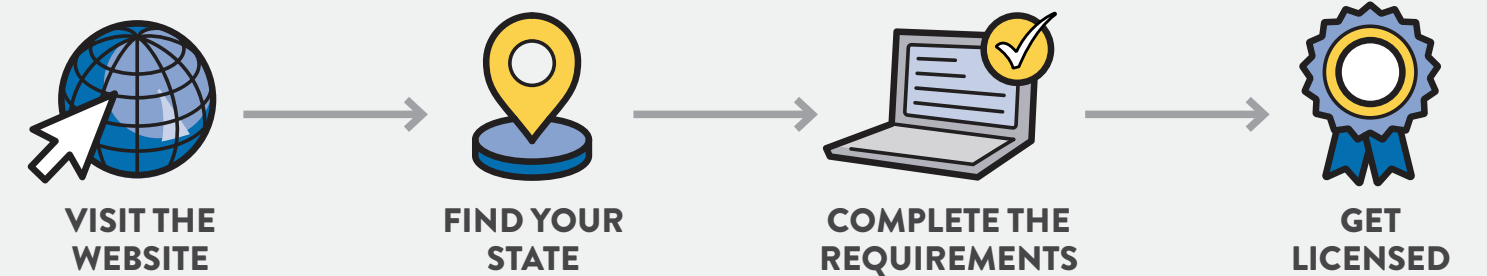 VISIT THE
WEBSITE
FIND YOUR
STATE
COMPLETE THE
REQUIREMENTS
GET
LICENSED